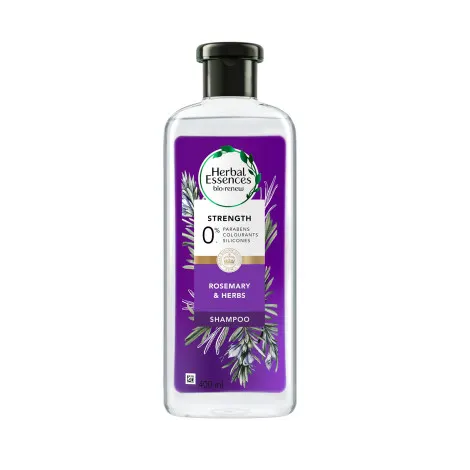 Herbal
Essences
bio:renew
STRENGTH
0% PARABENS
COLOURANTS
SILICONES
ROSEMARY
& HERBS
SHAMPOO
400 ml